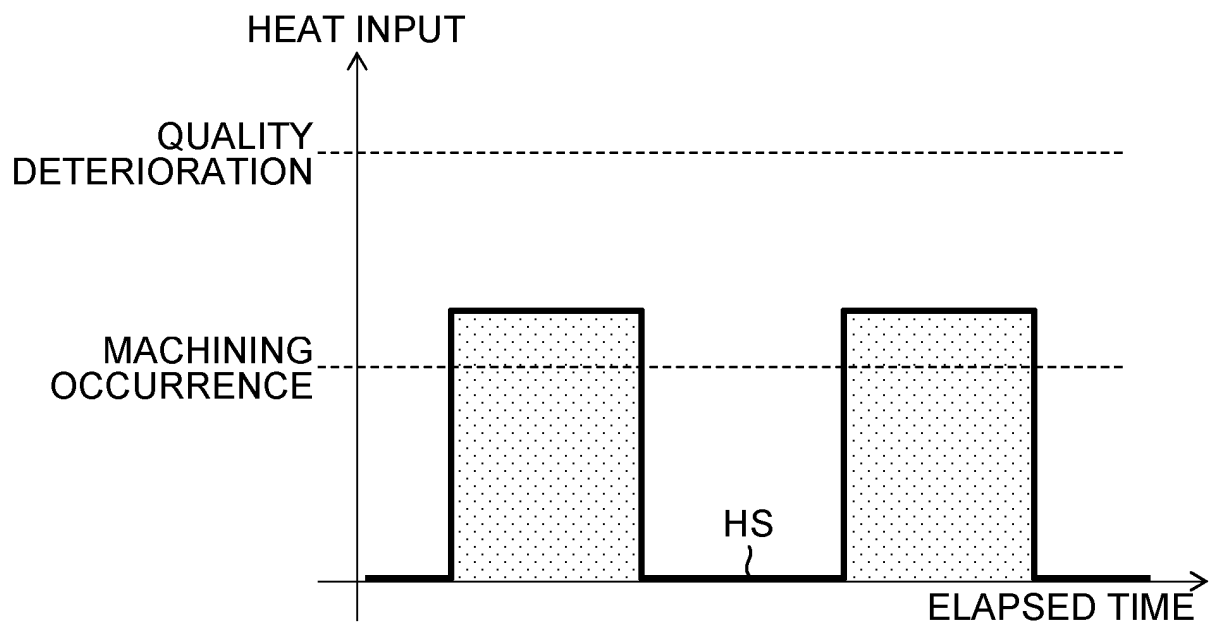 HEAT INPUT
QUALITY
DETERIORATION
MACHINING
OCCURRENCE
HS
ELAPSED TIME